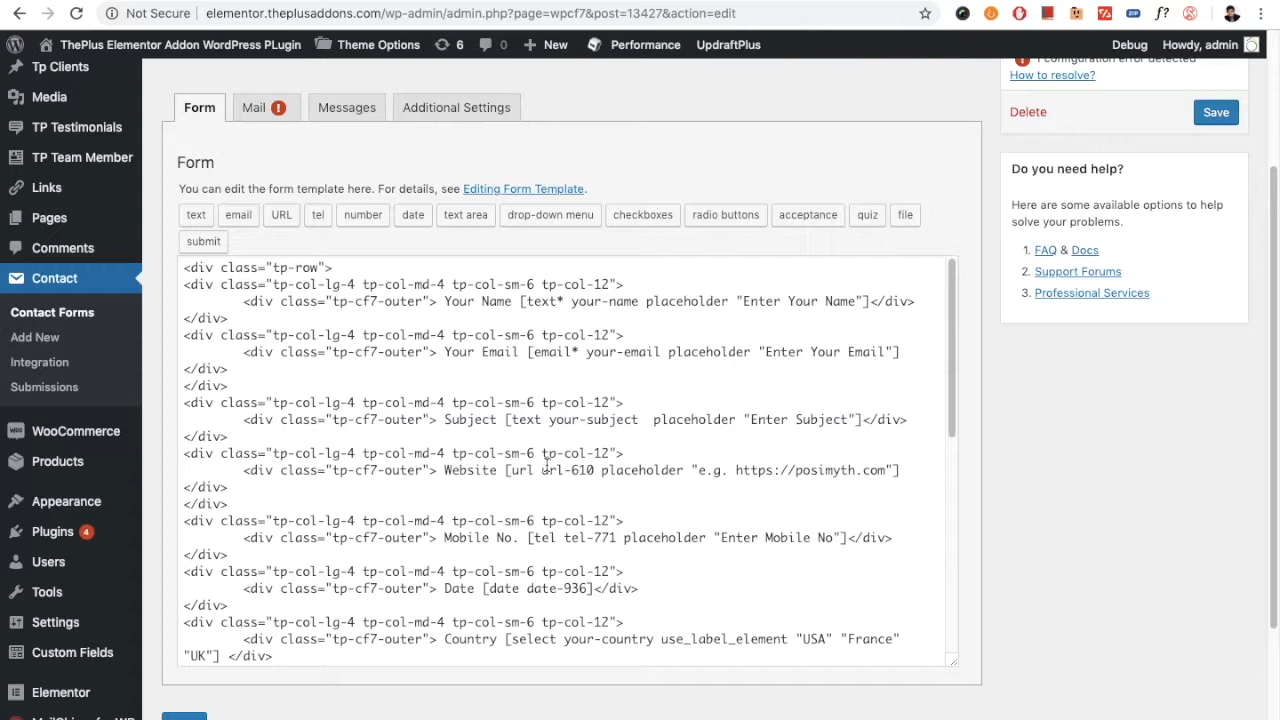 Not Secure elementor.theplusaddons.com/wp-admin/admin.php?page=wpcf7&post=13427&action=edit
ZIP f?
ThePlus Elementor Addon WordPress PLugin Theme Options 6 0 New Performance UpdraftPlus Debug Howdy, admin
Tp Clients
Media
TP Testimonials
TP Team Member
Links
Pages
Comments
Contact
Contact Forms
Add New
Integration
Submissions
WooCommerce
Products
Appearance
Plugins 4
Users
Tools
Settings
Custom Fields
Elementor
MailChimp for WP
Form Mail ! Messages Additional Settings
Form
You can edit the form template here. For details, see Editing Form Template.
text email URL tel number date text area drop-down menu checkboxes radio buttons acceptance quiz file
submit
<div class="tp-row">
<div class="tp-col-lg-4 tp-col-md-4 tp-col-sm-6 tp-col-12">
<div class="tp-cf7-outer"> Your Name [text* your-name placeholder "Enter Your Name"]</div>
</div>
<div class="tp-col-lg-4 tp-col-md-4 tp-col-sm-6 tp-col-12">
<div class="tp-cf7-outer"> Your Email [email* your-email placeholder "Enter Your Email"]
</div>
</div>
<div class="tp-col-lg-4 tp-col-md-4 tp-col-sm-6 tp-col-12">
<div class="tp-cf7-outer"> Subject [text your-subject  placeholder "Enter Subject"]</div>
</div>
<div class="tp-col-lg-4 tp-col-md-4 tp-col-sm-6 tp-col-12">
<div class="tp-cf7-outer"> Website [url url-610 placeholder "e.g. https://posimyth.com"]
</div>
</div>
<div class="tp-col-lg-4 tp-col-md-4 tp-col-sm-6 tp-col-12">
<div class="tp-cf7-outer"> Mobile No. [tel tel-771 placeholder "Enter Mobile No"]</div>
</div>
<div class="tp-col-lg-4 tp-col-md-4 tp-col-sm-6 tp-col-12">
<div class="tp-cf7-outer"> Date [date date-936]</div>
</div>
<div class="tp-col-lg-4 tp-col-md-4 tp-col-sm-6 tp-col-12">
<div class="tp-cf7-outer"> Country [select your-country use_label_element "USA" "France"
"UK"] </div>
1 configuration error detected
How to resolve?
Delete Save
Do you need help?
Here are some available options to help
solve your problems.
1. FAQ & Docs
2. Support Forums
3. Professional Services